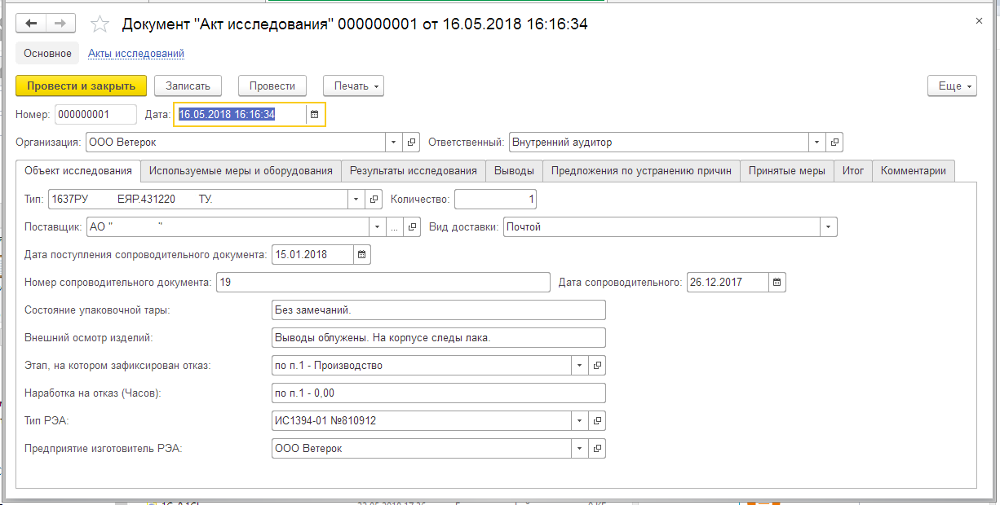 Документ "Акт исследования" 000000001 от 16.05.2018 16:16:34
Основное Акты исследований
Провести и закрыть Записать Провести Печать Еще
Номер: 000000001 Дата: 16.05.2018 16:16:34
Организация: ООО Ветерок Ответственный: Внутренний аудитор
Объект исследования Используемые меры и оборудования Результаты исследования Выводы Предложения по устранению причин Принятые меры Итог Комментарии
Тип: 1637РУ ЕЯР.431220 ТУ. Количество: 1
Поставщик: АО " " ... Вид доставки: Почтой
Дата поступления сопроводительного документа: 15.01.2018
Номер сопроводительного документа: 19 Дата сопроводительного: 26.12.2017
Состояние упаковочной тары: Без замечаний.
Внешний осмотр изделий: Выводы облужены. На корпусе следы лака.
Этап, на котором зафиксирован отказ: по п.1 - Производство
Наработка на отказ (Часов): по п.1 - 0,00
Тип РЭА: ИС1394-01 №810912
Предприятие изготовитель РЭА: ООО Ветерок